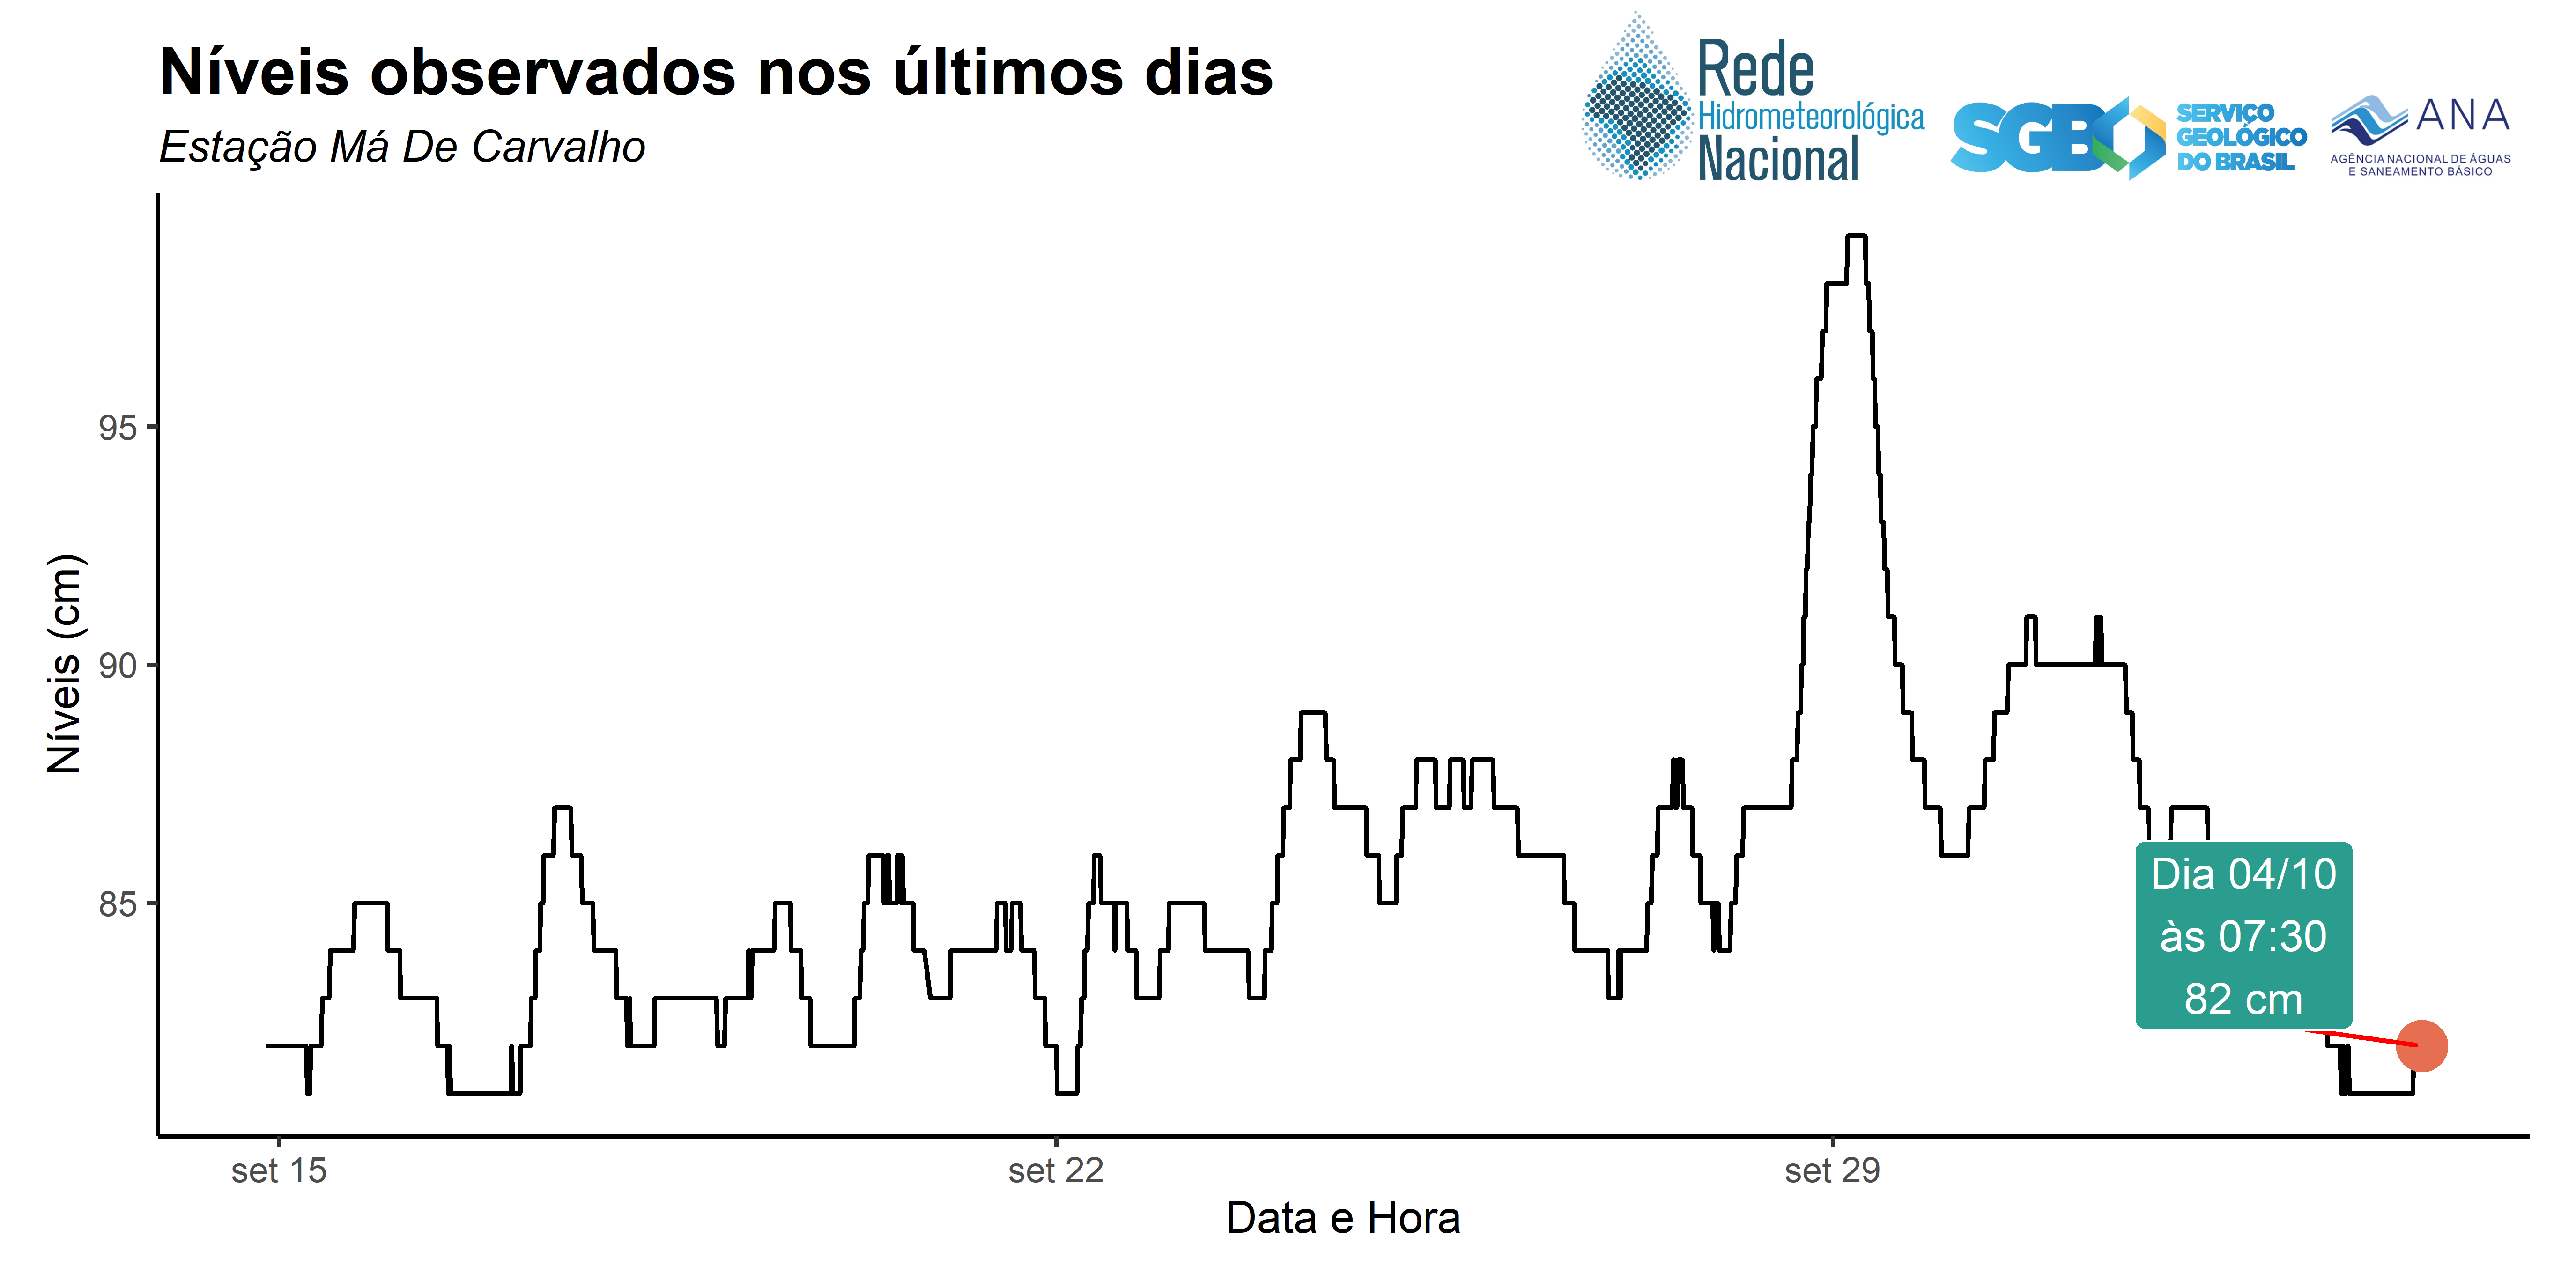 Níveis observados nos últimos dias
Estação Má De Carvalho
Rede
Hidrometeorológica
Nacional
SGB
SERVIÇO
GEOLÓGICO
DO BRASIL
ANA
AGÊNCIA NACIONAL DE ÁGUAS
E SANEAMENTO BÁSICO
Níveis (cm)
95
90
85
Dia 04/10
às 07:30
82 cm
set 15
set 22
set 29
Data e Hora